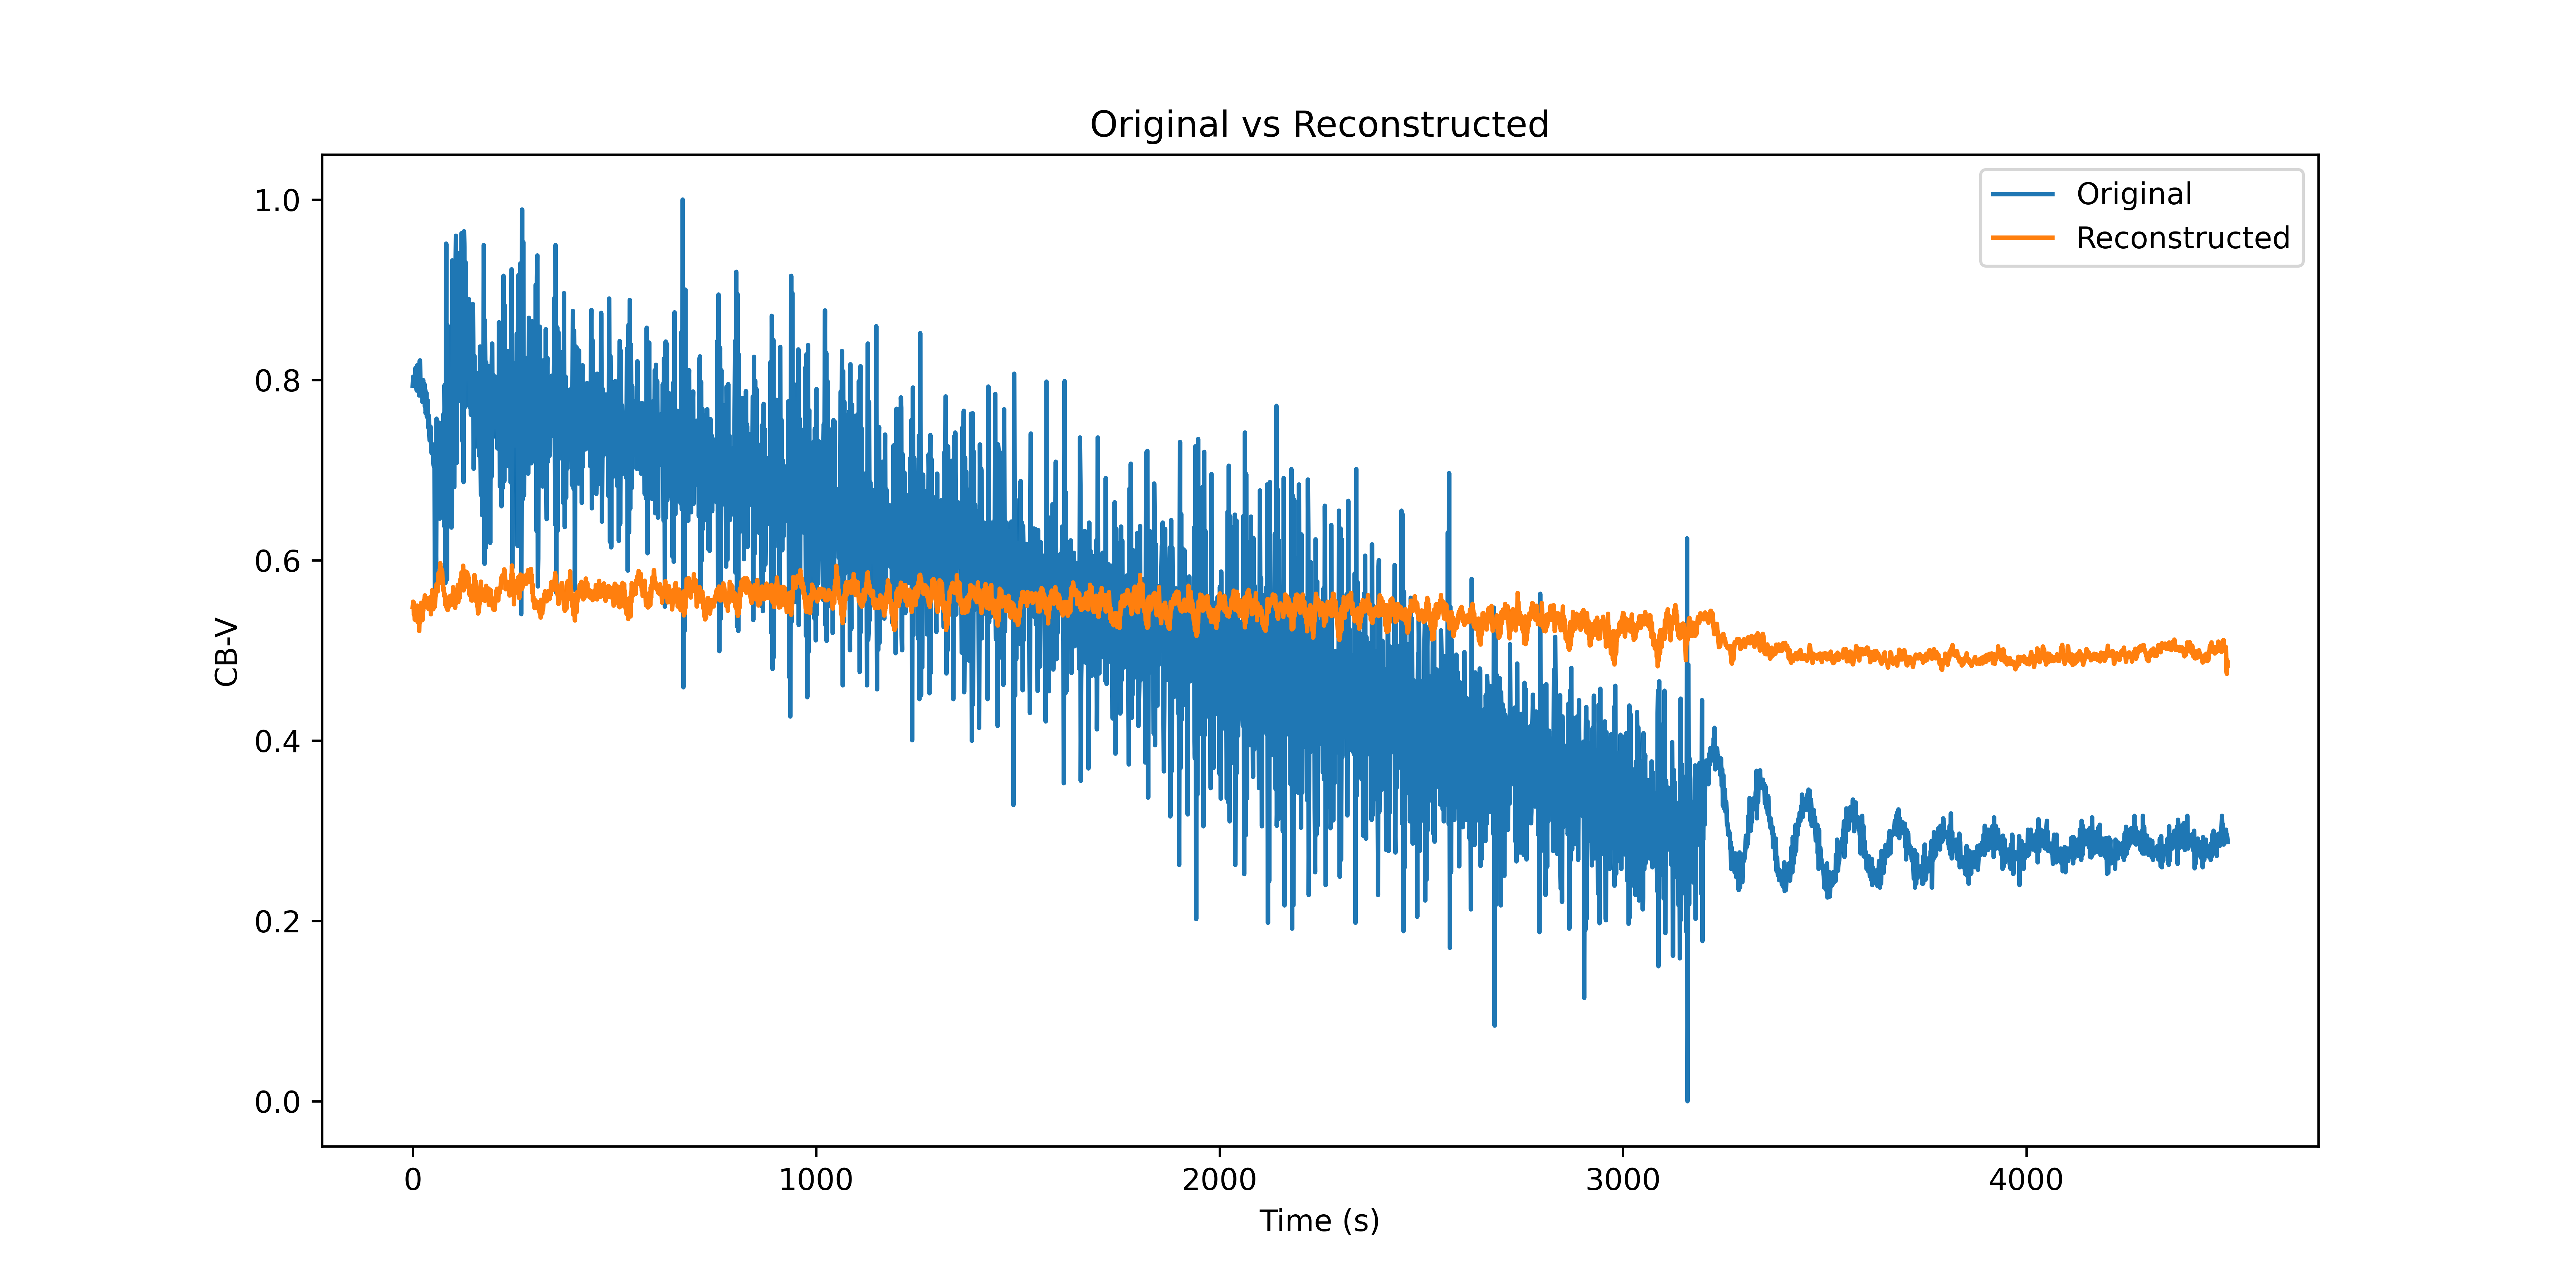 Original vs Reconstructed
Original
Reconstructed
1.0
0.8
0.6
0.4
0.2
0.0
CB-V
0 1000 2000 3000 4000
Time (s)